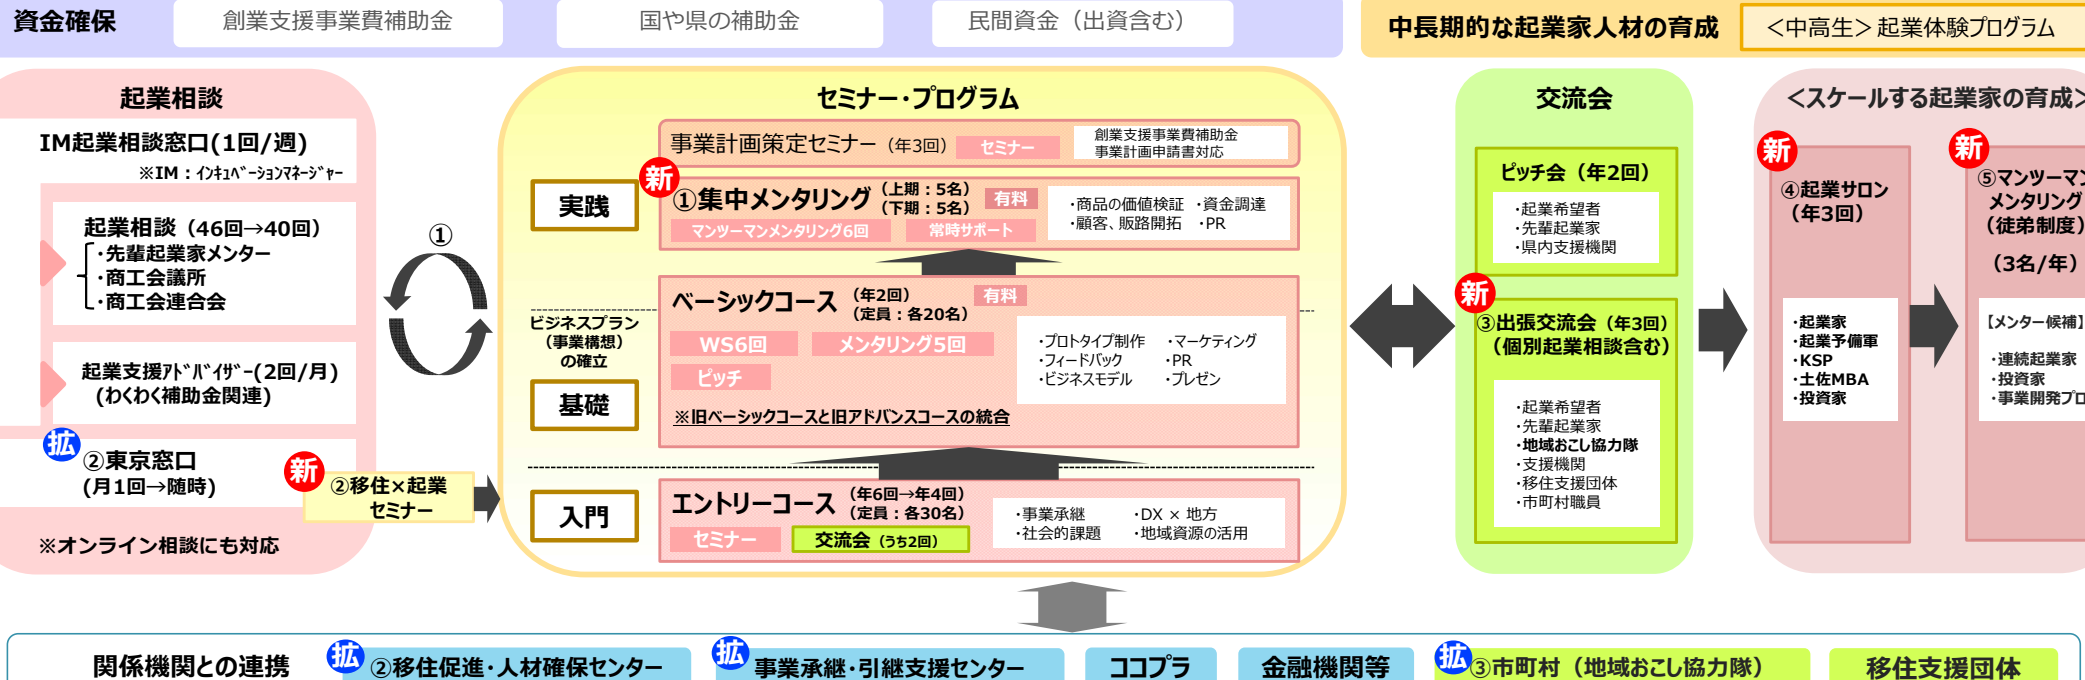 資金確保
創業支援事業費補助金
国や県の補助金
民間資金（出資含む）
中長期的な起業家人材の育成
＜中高生＞起業体験プログラム
起業相談
IM起業相談窓口(1回/週)
※IM：ｲﾝｷｭﾍﾞｰｼｮﾝﾏﾈｰｼﾞｬｰ
起業相談（46回→40回）
・先輩起業家メンター
・商工会議所
・商工会連合会
起業支援ｱﾄﾞﾊﾞｲｻﾞｰ(2回/月)
(わくわく補助金関連)
拡
②東京窓口
(月1回→随時)
※オンライン相談にも対応
新
②移住×起業
セミナー
①
セミナー・プログラム
事業計画策定セミナー（年3回）
セミナー
創業支援事業費補助金
事業計画申請書対応
実践
新
①集中メンタリング
（上期：5名）
（下期：5名）
有料
マンツーマンメンタリング6回
常時サポート
・商品の価値検証 ・資金調達
・顧客、販路開拓 ・PR
ビジネスプラン
（事業構想）
の確立
基礎
ベーシックコース
（年2回）
（定員：各20名）
有料
WS6回
メンタリング5回
ピッチ
・プロトタイプ制作 ・マーケティング
・フィードバック ・PR
・ビジネスモデル ・プレゼン
※旧ベーシックコースと旧アドバンスコースの統合
入門
エントリーコース
（年6回→年4回）
（定員：各30名）
セミナー
交流会（うち2回）
・事業承継 ・DX × 地方
・社会的課題 ・地域資源の活用
交流会
ピッチ会（年2回）
・起業希望者
・先輩起業家
・県内支援機関
新
③出張交流会（年3回）
（個別起業相談含む）
・起業希望者
・先輩起業家
・地域おこし協力隊
・支援機関
・移住支援団体
・市町村職員
＜スケールする起業家の育成＞
新
④起業サロン
（年3回）
・起業家
・起業予備軍
・KSP
・土佐MBA
・投資家
新
⑤マンツーマン
メンタリング
（徒弟制度）
（3名/年）
【メンター候補】
・連続起業家
・投資家
・事業開発プロ
関係機関との連携
拡
②移住促進・人材確保センター
拡
事業承継・引継支援センター
ココプラ
金融機関等
拡
③市町村（地域おこし協力隊）
移住支援団体